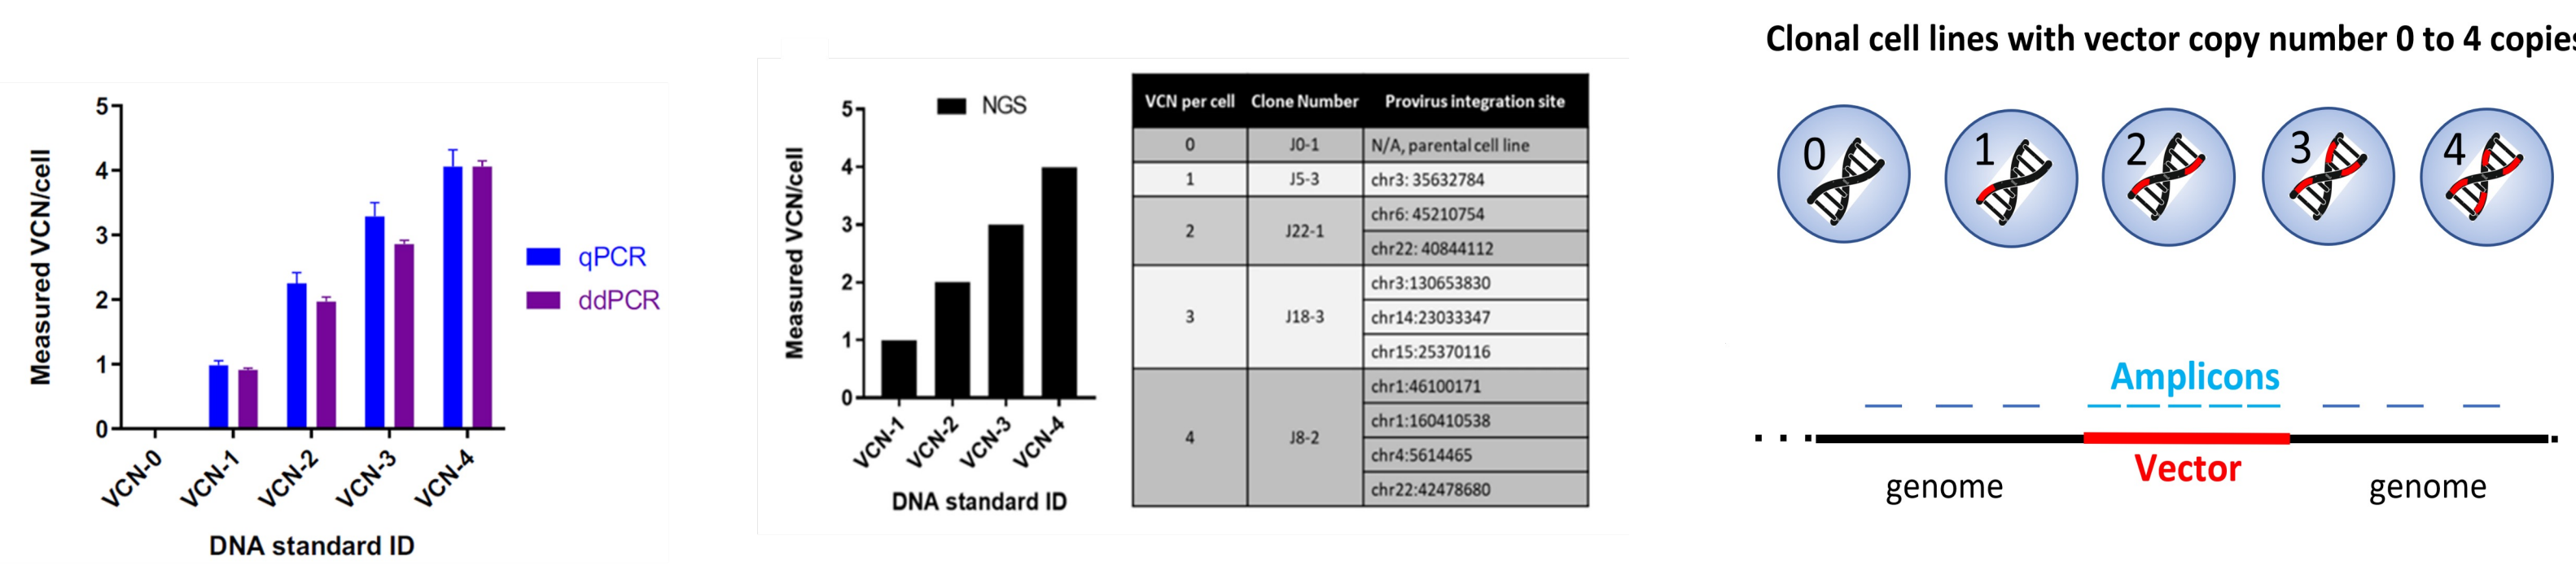 5
4
3
2
1
0
Measured VCN/cell
VCN-0
VCN-1
VCN-2
VCN-3
VCN-4
DNA standard ID
qPCR
ddPCR
5
4
3
2
1
0
Measured VCN/cell
NGS
VCN-1
VCN-2
VCN-3
VCN-4
DNA standard ID
VCN per cell Clone Number Provirus integration site
0 J0-1 N/A, parental cell line
1 J5-3 chr3: 35632784
2 J22-1 chr6: 45210754
chr22: 40844112
3 J18-3 chr3:130653830
chr14:23033347
chr15:25370116
4 J8-2 chr1:46100171
chr1:160410538
chr4:5614465
chr22:42478680
Clonal cell lines with vector copy number 0 to 4 copies
0 1 2 3 4
Amplicons
Vector
genome genome